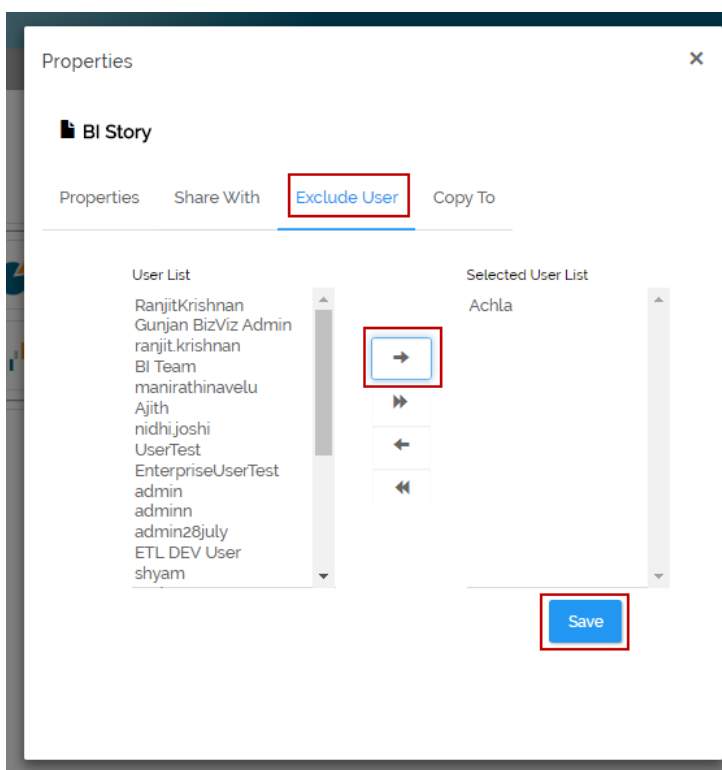 Properties
×
BI Story
Properties Share With Exclude User Copy To
User List
RanjitKrishnan
Gunjan BizViz Admin
ranjit.krishnan
BI Team
manirathinavelu
Ajith
nidhi.joshi
UserTest
EnterpriseUserTest
admin
adminn
admin28july
ETL DEV User
shyam
Selected User List
Achla
Save